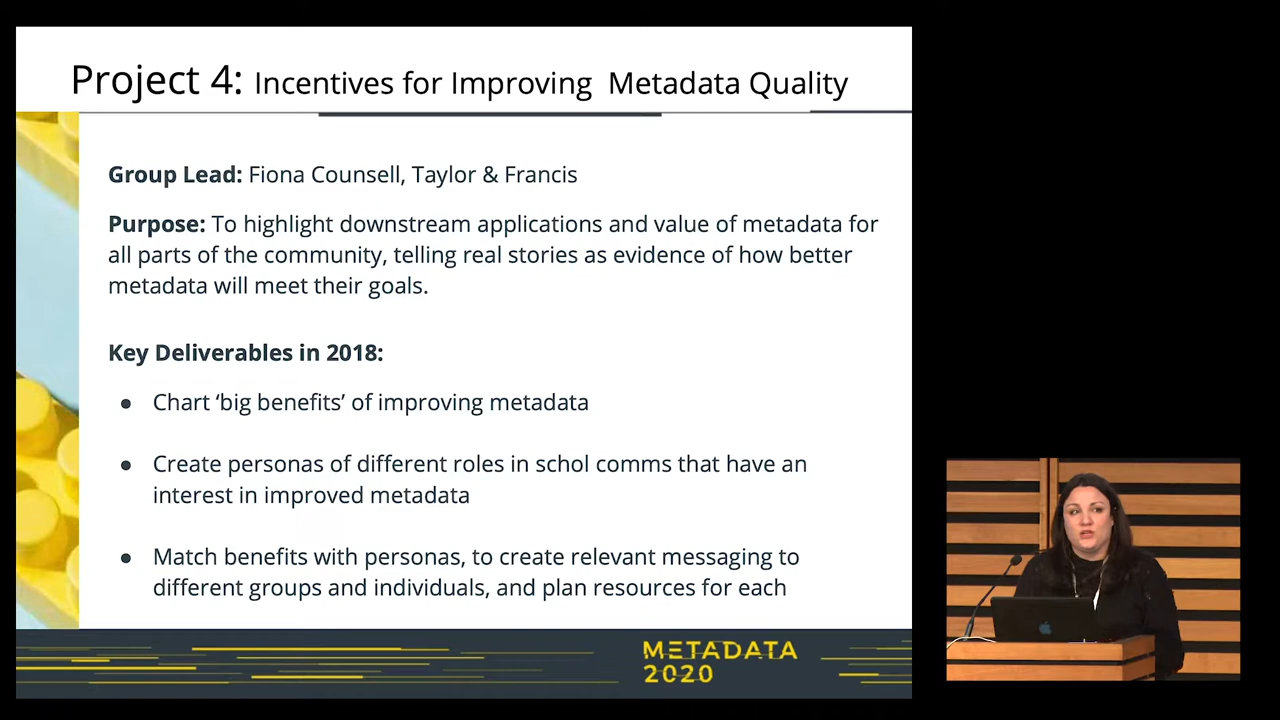 Project 4: Incentives for Improving Metadata Quality
Group Lead: Fiona Counsell, Taylor & Francis
Purpose: To highlight downstream applications and value of metadata for
all parts of the community, telling real stories as evidence of how better
metadata will meet their goals.
Key Deliverables in 2018:
● Chart ‘big benefits’ of improving metadata
● Create personas of different roles in schol comms that have an
interest in improved metadata
● Match benefits with personas, to create relevant messaging to
different groups and individuals, and plan resources for each
METADATA
2020